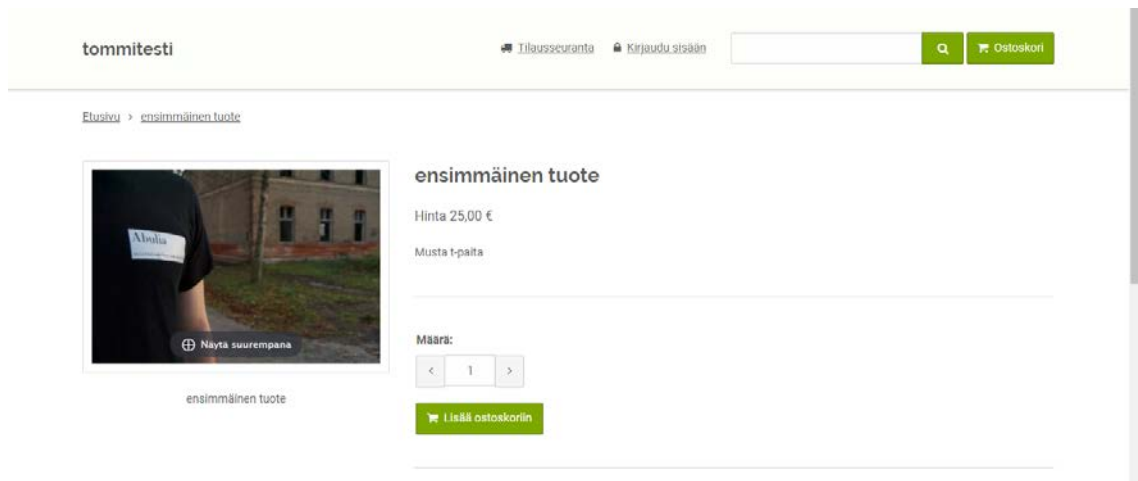 tommitesti
Tilausseuranta
Kirjaudu sisään
Ostoskori
Etusivu > ensimmäinen tuote
Abulia
Näytä suurempana
ensimmäinen tuote
ensimmäinen tuote
Hinta 25,00 €
Musta t-paita
Määrä:
< 1 >
Lisää ostoskoriin